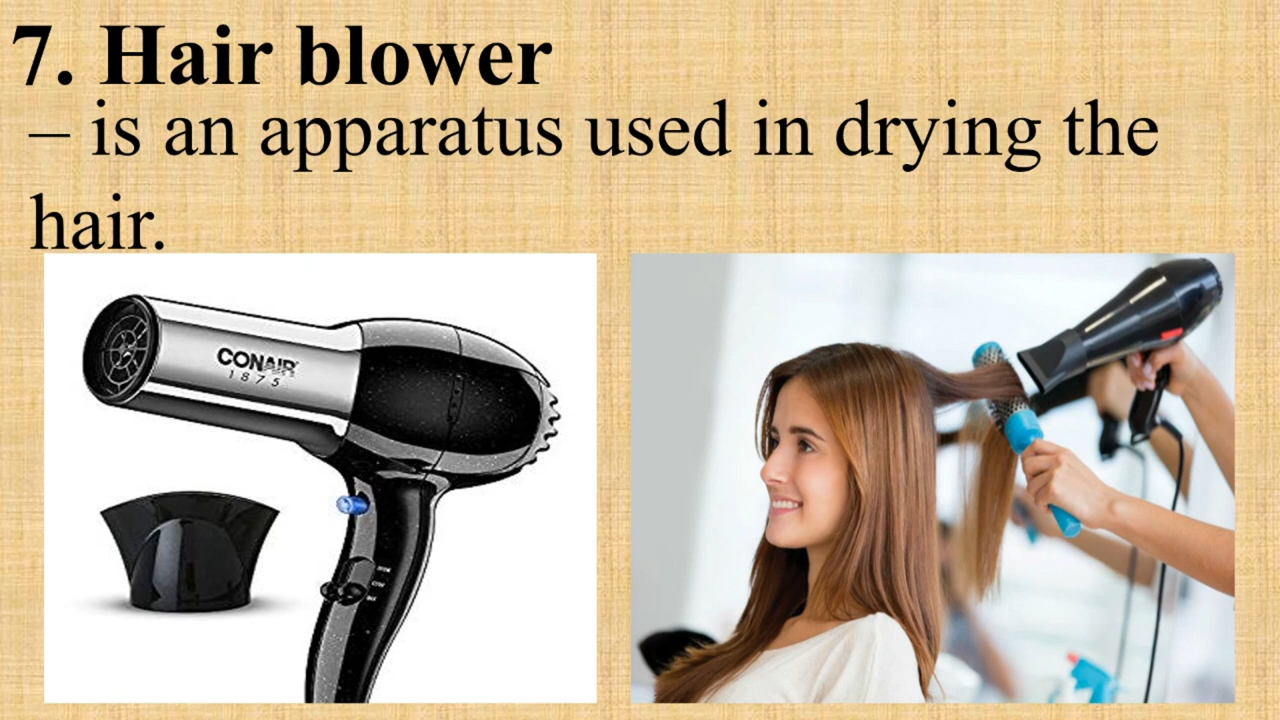 7. Hair blower
– is an apparatus used in drying the
hair.
CONAIR
1875